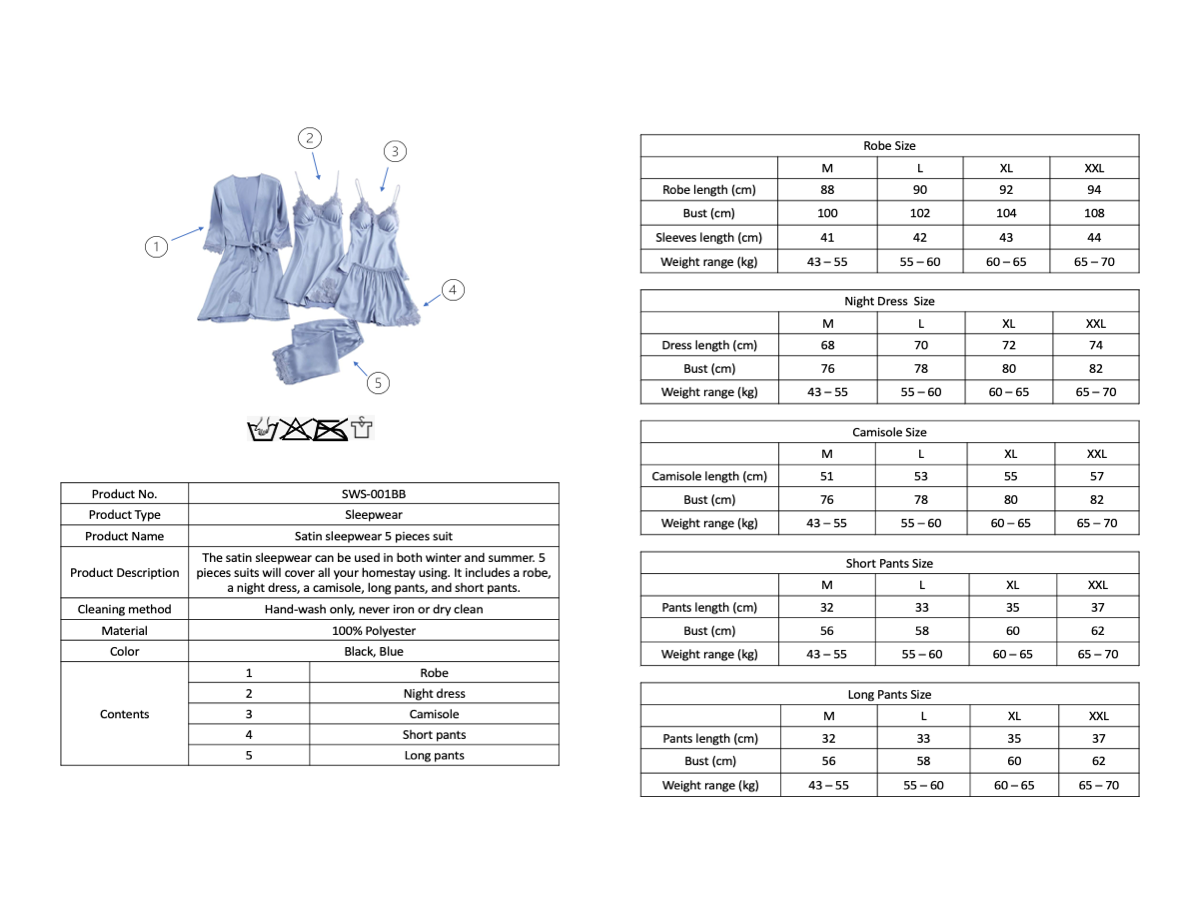 2
3
1
4
5
Product No. SWS-001BB
Product Type Sleepwear
Product Name Satin sleepwear 5 pieces suit
Product Description The satin sleepwear can be used in both winter and summer. 5
pieces suits will cover all your homestay using. It includes a robe,
a night dress, a camisole, long pants, and short pants.
Cleaning method Hand-wash only, never iron or dry clean
Material 100% Polyester
Color Black, Blue
Contents
1 Robe
2 Night dress
3 Camisole
4 Short pants
5 Long pants
Robe Size
M L XL XXL
Robe length (cm) 88 90 92 94
Bust (cm) 100 102 104 108
Sleeves length (cm) 41 42 43 44
Weight range (kg) 43 – 55 55 – 60 60 – 65 65 – 70
Night Dress Size
M L XL XXL
Dress length (cm) 68 70 72 74
Bust (cm) 76 78 80 82
Weight range (kg) 43 – 55 55 – 60 60 – 65 65 – 70
Camisole Size
M L XL XXL
Camisole length (cm) 51 53 55 57
Bust (cm) 76 78 80 82
Weight range (kg) 43 – 55 55 – 60 60 – 65 65 – 70
Short Pants Size
M L XL XXL
Pants length (cm) 32 33 35 37
Bust (cm) 56 58 60 62
Weight range (kg) 43 – 55 55 – 60 60 – 65 65 – 70
Long Pants Size
M L XL XXL
Pants length (cm) 32 33 35 37
Bust (cm) 56 58 60 62
Weight range (kg) 43 – 55 55 – 60 60 – 65 65 – 70